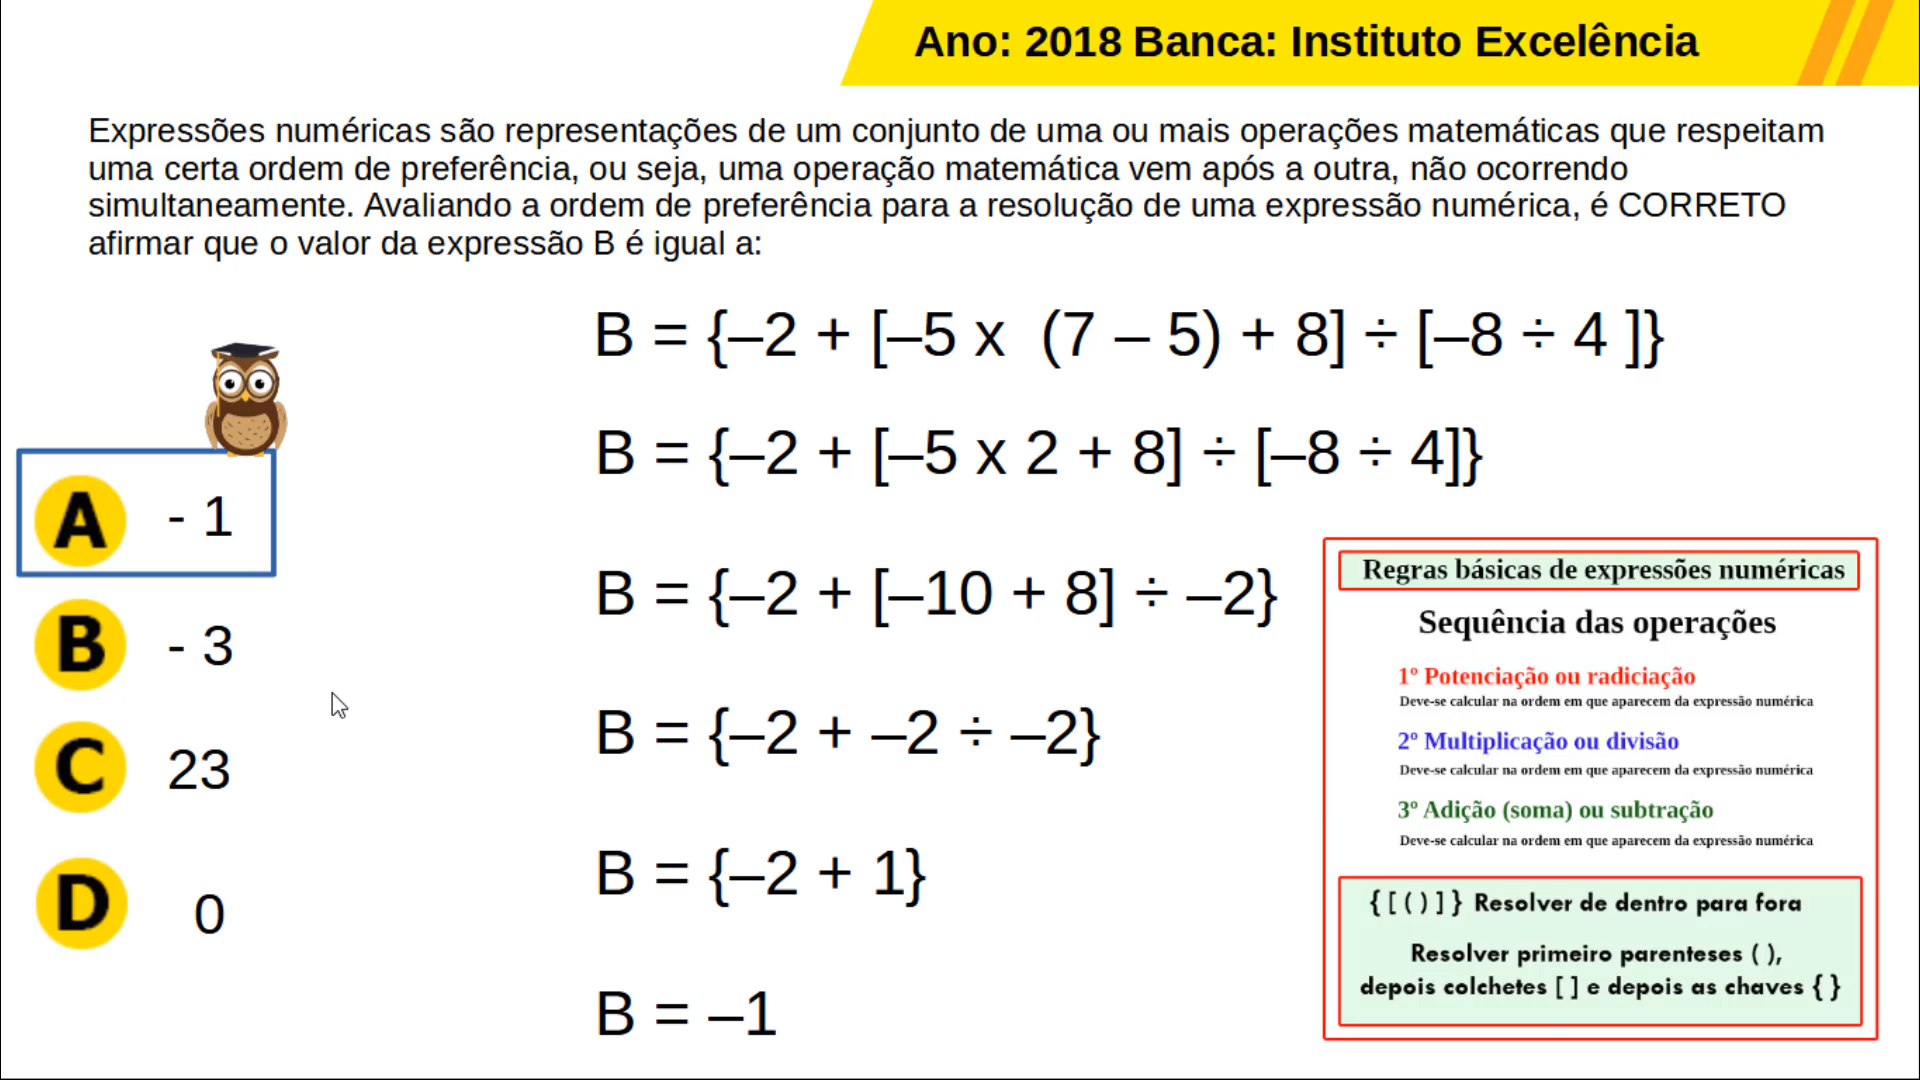 Ano: 2018 Banca: Instituto Excelência
Expressões numéricas são representações de um conjunto de uma ou mais operações matemáticas que respeitam
uma certa ordem de preferência, ou seja, uma operação matemática vem após a outra, não ocorrendo
simultaneamente. Avaliando a ordem de preferência para a resolução de uma expressão numérica, é CORRETO
afirmar que o valor da expressão B é igual a:
B = {–2 + [–5 x (7 – 5) + 8] ÷ [–8 ÷ 4 ]}
B = {–2 + [–5 x 2 + 8] ÷ [–8 ÷ 4]}
B = {–2 + [–10 + 8] ÷ –2}
B = {–2 + –2 ÷ –2}
B = {–2 + 1}
B = –1
A - 1
B - 3
C 23
D 0
Regras básicas de expressões numéricas
Sequência das operações
1º Potenciação ou radiciação
Deve-se calcular na ordem em que aparecem da expressão numérica
2º Multiplicação ou divisão
Deve-se calcular na ordem em que aparecem da expressão numérica
3º Adição (soma) ou subtração
Deve-se calcular na ordem em que aparecem da expressão numérica
{ [ ( ) ] } Resolver de dentro para fora
Resolver primeiro parenteses ( ),
depois colchetes [ ] e depois as chaves { }